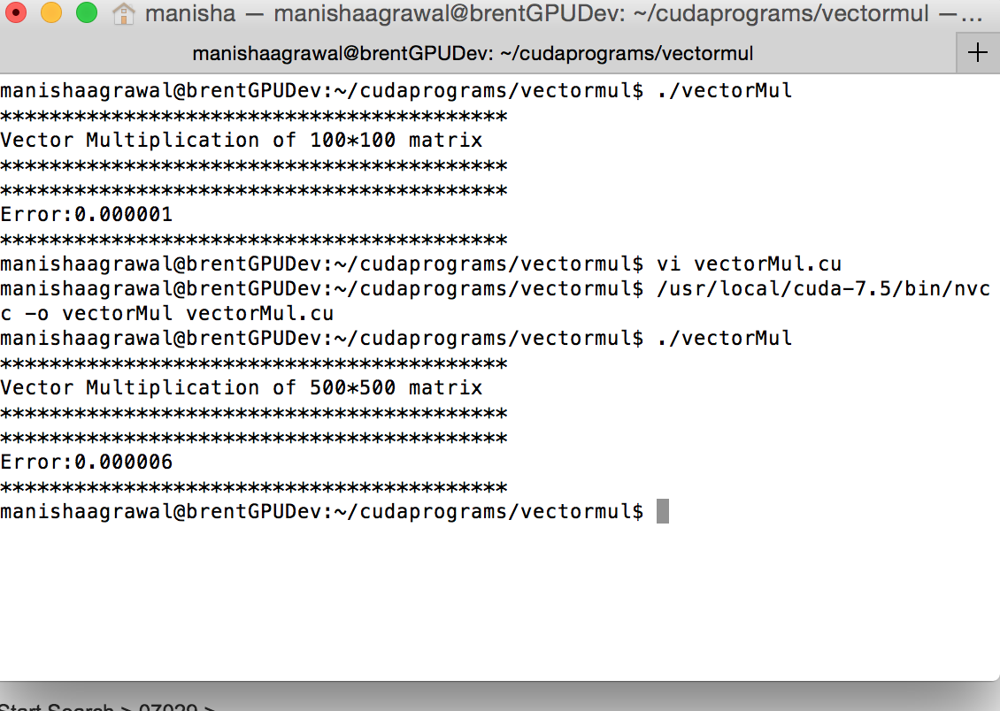 manisha — manishaagrawal@brentGPUDev: ~/cudaprograms/vectormul —...
manishaagrawal@brentGPUDev: ~/cudaprograms/vectormul +
manishaagrawal@brentGPUDev:~/cudaprograms/vectormul$ ./vectorMul
*****************************************
Vector Multiplication of 100*100 matrix
*****************************************
*****************************************
Error:0.000001
*****************************************
manishaagrawal@brentGPUDev:~/cudaprograms/vectormul$ vi vectorMul.cu
manishaagrawal@brentGPUDev:~/cudaprograms/vectormul$ /usr/local/cuda-7.5/bin/nvc
c -o vectorMul vectorMul.cu
manishaagrawal@brentGPUDev:~/cudaprograms/vectormul$ ./vectorMul
*****************************************
Vector Multiplication of 500*500 matrix
*****************************************
*****************************************
Error:0.000006
*****************************************
manishaagrawal@brentGPUDev:~/cudaprograms/vectormul$
Start Search > 07029 >